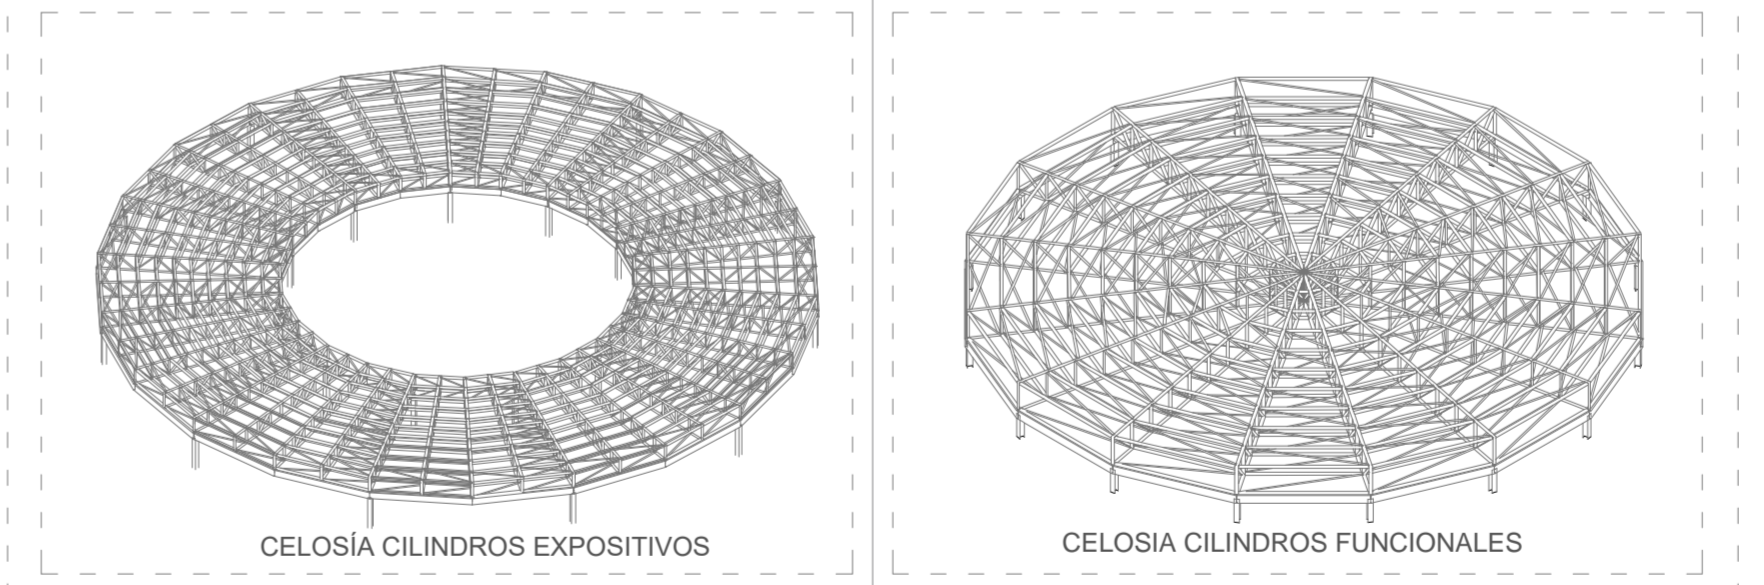 CELOSÍA CILINDROS EXPOSITIVOS
CELOSIA CILINDROS FUNCIONALES